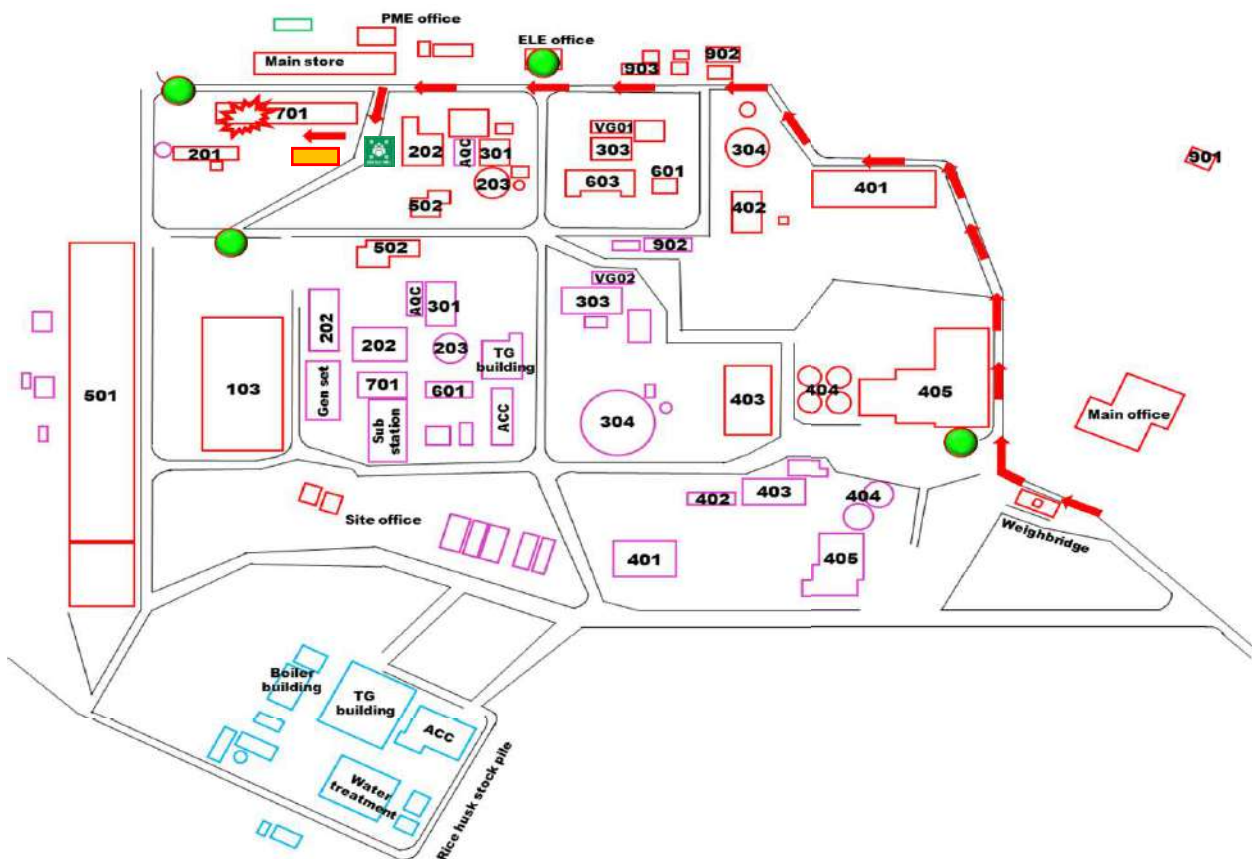 PME office
ELE office
Main store
902
903
701
VG01
304
202
AQC
301
303
201
901
203
603
601
401
502
402
502
902
VG02
AQC
301
303
202
202
203
TG
building
501
103
701
601
404
405
403
Gen set
Main office
Sub
station
ACC
304
402
403
404
Site office
Weighbridge
401
405
Boiler
building
TG
building
ACC
Water
treatment
Rice husk stock pile